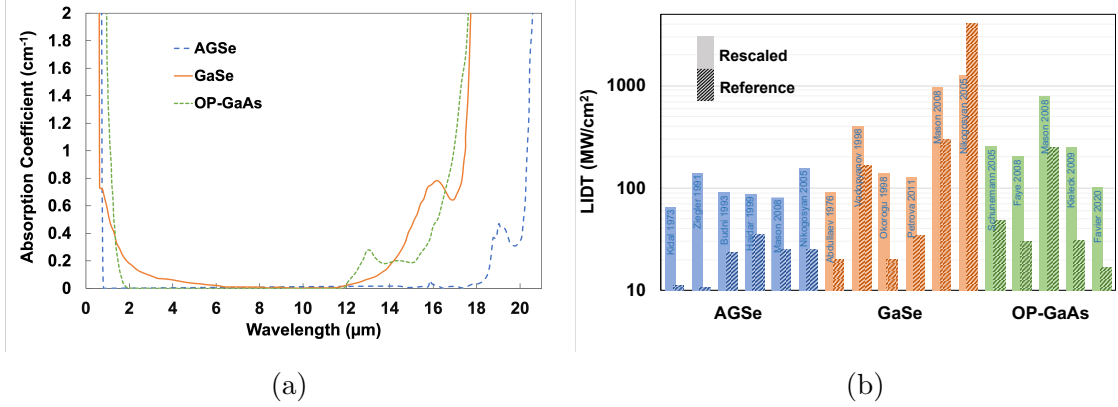 (a)
Absorption Coefficient (cm-1)
2
1.8
1.6
1.4
1.2
1
0.8
0.6
0.4
0.2
0
AGSe
GaSe
OP-GaAs
0 2 4 6 8 10 12 14 16 18 20
Wavelength (µm)
(b)
LIDT (MW/cm2)
1000
100
10
Rescaled
Reference
Kildal 1973
Ziegler 1991
Budni 1993
1999
Mason 2008
Nikogosyan 2005
Abdullaev 1976
Vodopyanov 1998
Okorogu 1998
Petrova 2011
Mason 2008
Nikogosyan 2005
Schunemann 2005
Faye 2008
Mason 2008
Kieleck 2009
Favier 2020
AGSe GaSe OP-GaAs